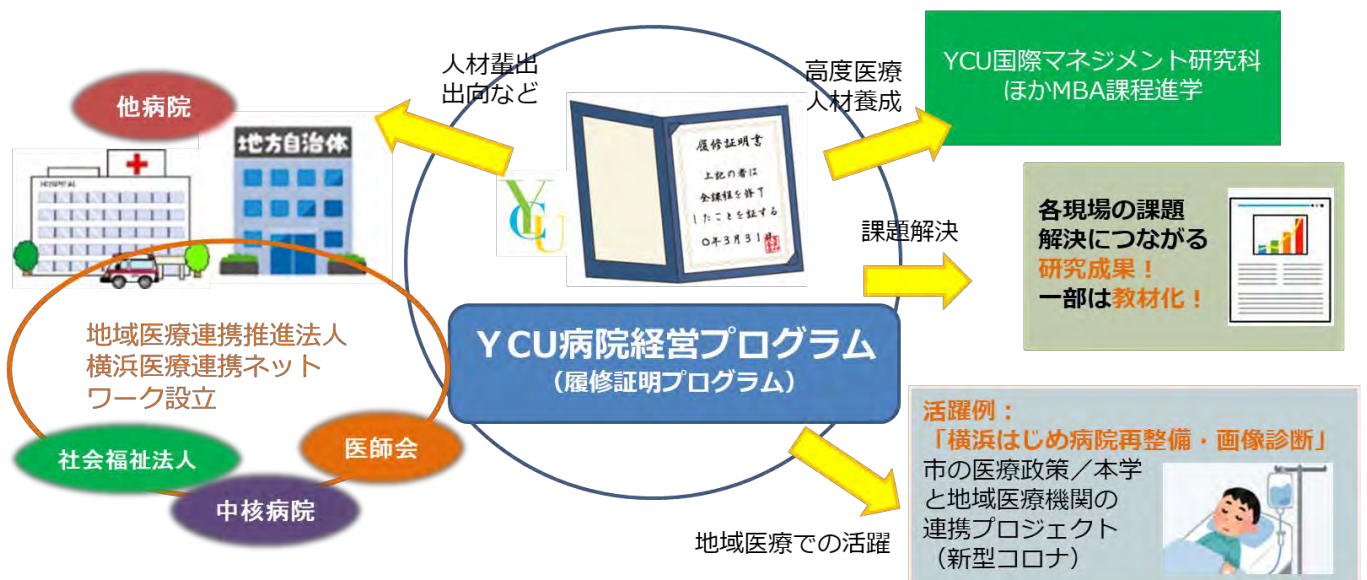 人材輩出
出向など
高度医療
人材養成
YCU国際マネジメント研究科
ほかMBA課程進学
他病院
地方自治体
HOSPITAL
履修証明書
上記の者は
全課程を修了
したことを証する
〇年3月31日
YCU
課題解決
各現場の課題
解決につながる
研究成果！
一部は教材化！
地域医療連携推進法人
横浜医療連携ネット
ワーク設立
社会福祉法人
医師会
中核病院
ＹCU病院経営プログラム
（履修証明プログラム）
地域医療での活躍
活躍例：
「横浜はじめ病院再整備・画像診断」
市の医療政策／本学
と地域医療機関の
連携プロジェクト
（新型コロナ）